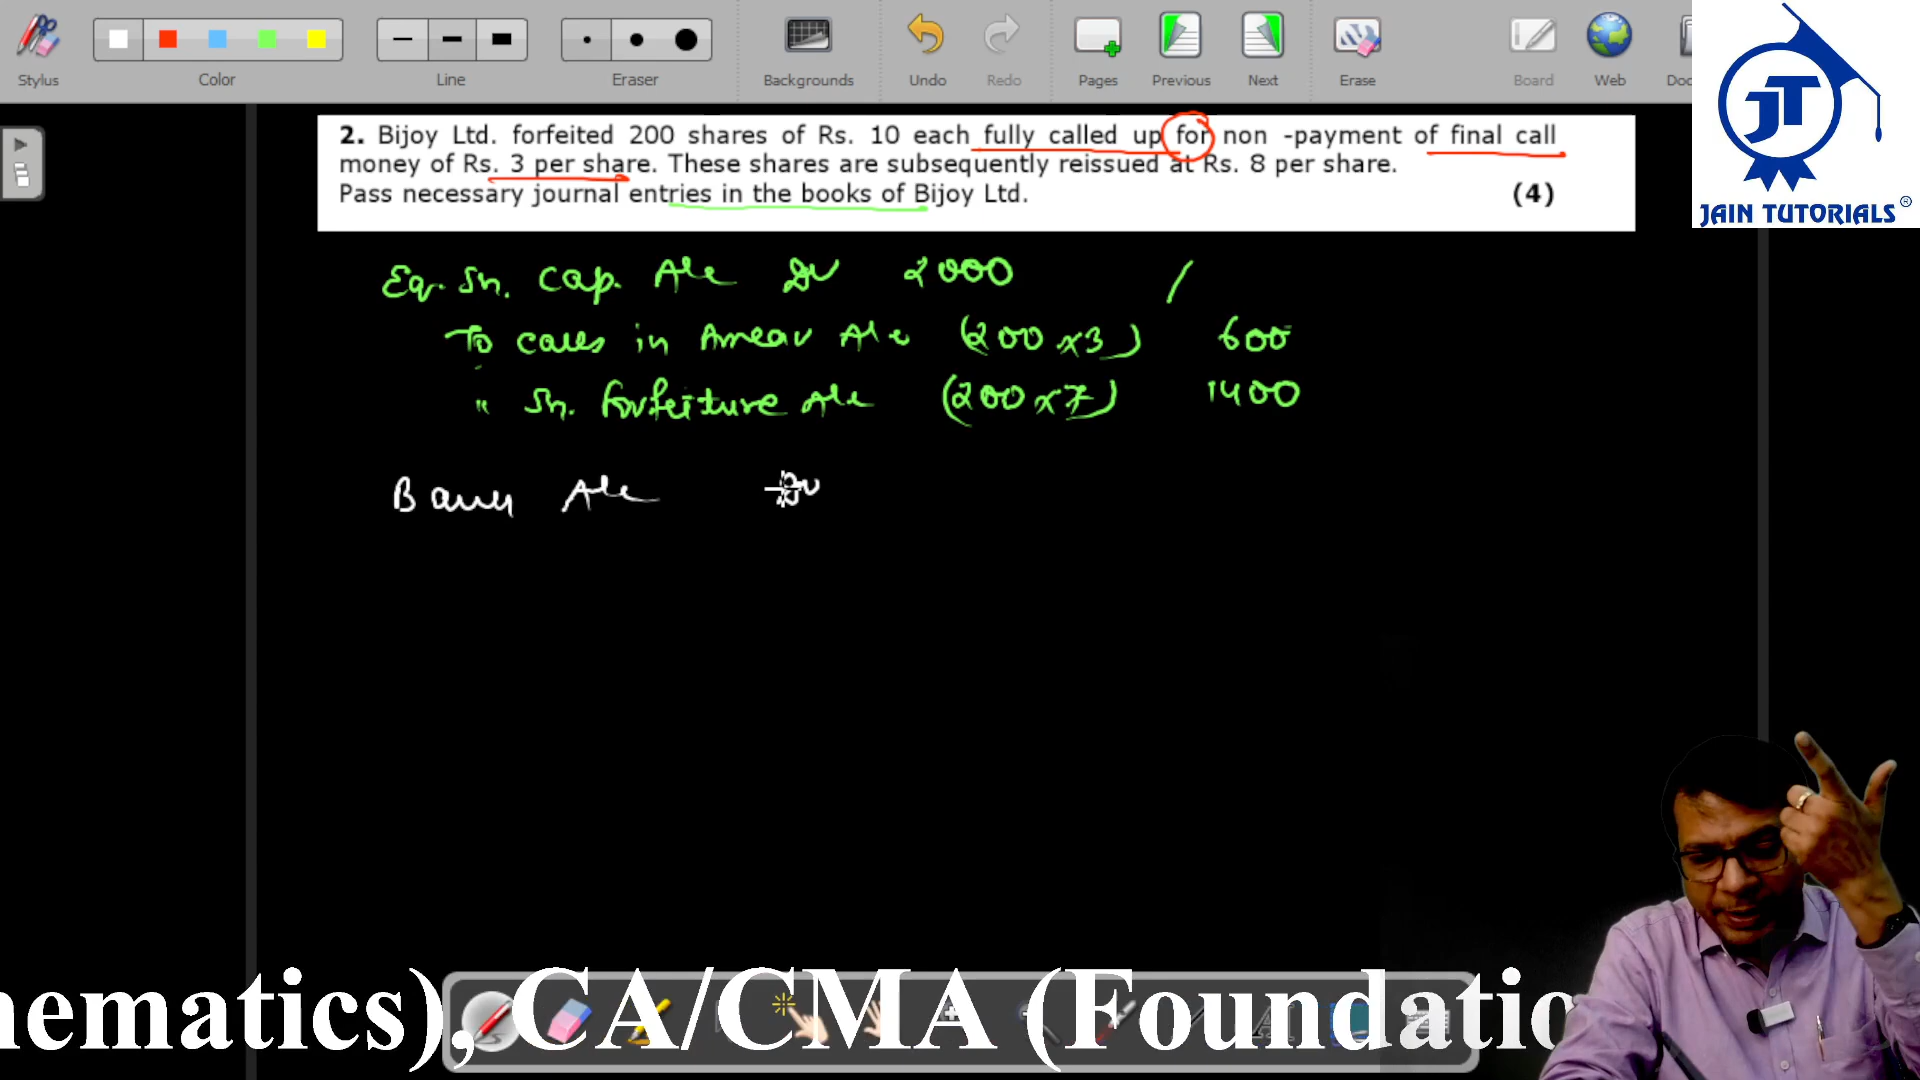 Stylus
Color
Line
Eraser
Backgrounds
Undo
Redo
Pages
Previous
Next
Erase
Board
Web
Doc
JT
JAIN TUTORIALS ®
2. Bijoy Ltd. forfeited 200 shares of Rs. 10 each fully called up for non -payment of final call
money of Rs. 3 per share. These shares are subsequently reissued at Rs. 8 per share.
Pass necessary journal entries in the books of Bijoy Ltd. (4)
Eq. Sh. Cap. A/c Dr 2000 /
To calls in Arrear A/c (200 x 3) 600
" Sh. Forfeiture A/c (200 x 7) 1400
Bank A/c Dr
hematics), CA/CMA (Foundatio